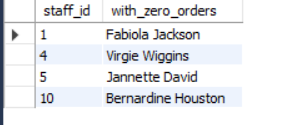 staff_id with_zero_orders
1 Fabiola Jackson
4 Virgie Wiggins
5 Jannette David
10 Bernardine Houston